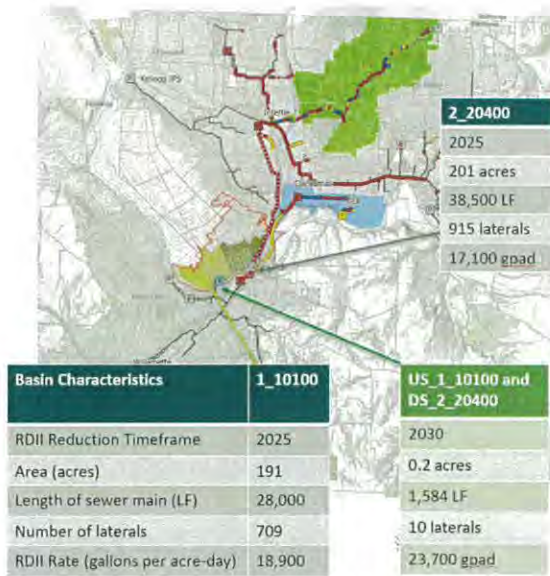 Kellogg IPS
2_20400
2025
201 acres
38,500 LF
915 laterals
17,100 gpad
Basin Characteristics 1_10100
RDII Reduction Timeframe 2025
Area (acres) 191
Length of sewer main (LF) 28,000
Number of laterals 709
RDII Rate (gallons per acre-day) 18,900
US_1_10100 and
DS_2_20400
2030
0.2 acres
1,584 LF
10 laterals
23,700 gpad